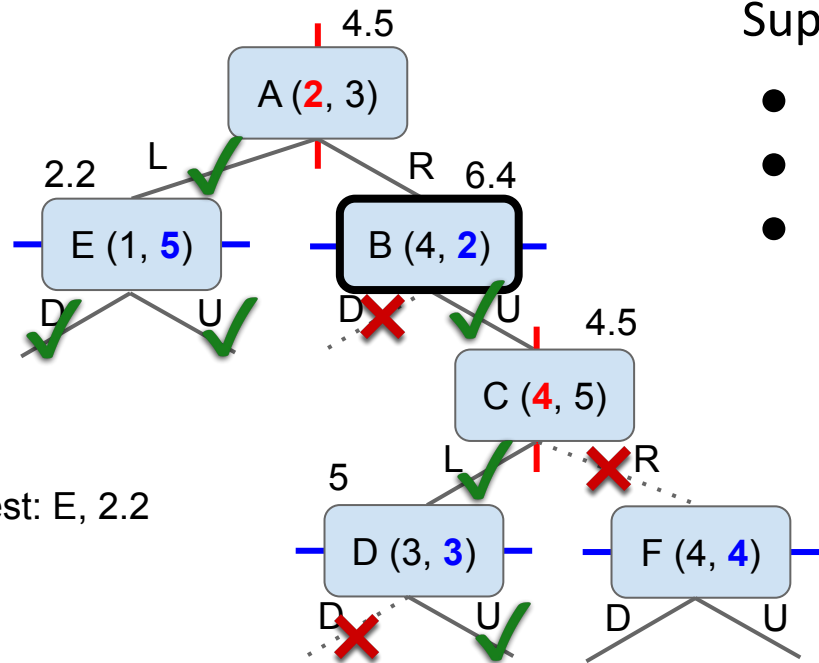 Sup
4.5
A (2, 3)
L
R
2.2
6.4
E (1, 5)
B (4, 2)
D
U
D
U
4.5
C (4, 5)
L
R
5
est: E, 2.2
D (3, 3)
F (4, 4)
D
U
D
U